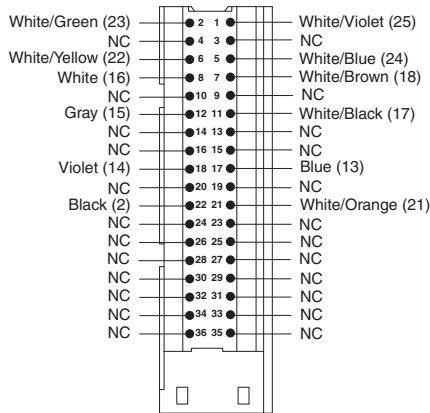 White/Green (23) 2 1 White/Violet (25)
NC 4 3 NC
White/Yellow (22) 6 5 White/Blue (24)
White (16) 8 7 White/Brown (18)
NC 10 9 NC
Gray (15) 12 11 White/Black (17)
NC 14 13 NC
NC 16 15 NC
Violet (14) 18 17 Blue (13)
NC 20 19 NC
Black (2) 22 21 White/Orange (21)
NC 24 23 NC
NC 26 25 NC
NC 28 27 NC
NC 30 29 NC
NC 32 31 NC
NC 34 33 NC
NC 36 35 NC